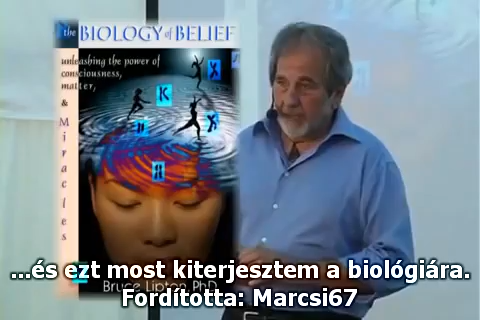 the BIOLOGY of BELIEF
unleashing the power of
consciousness,
matter,
& Miracles
K
Bruce Lipton PhD
...és ezt most kiterjesztem a biológiára.
Fordította: Marcsi67